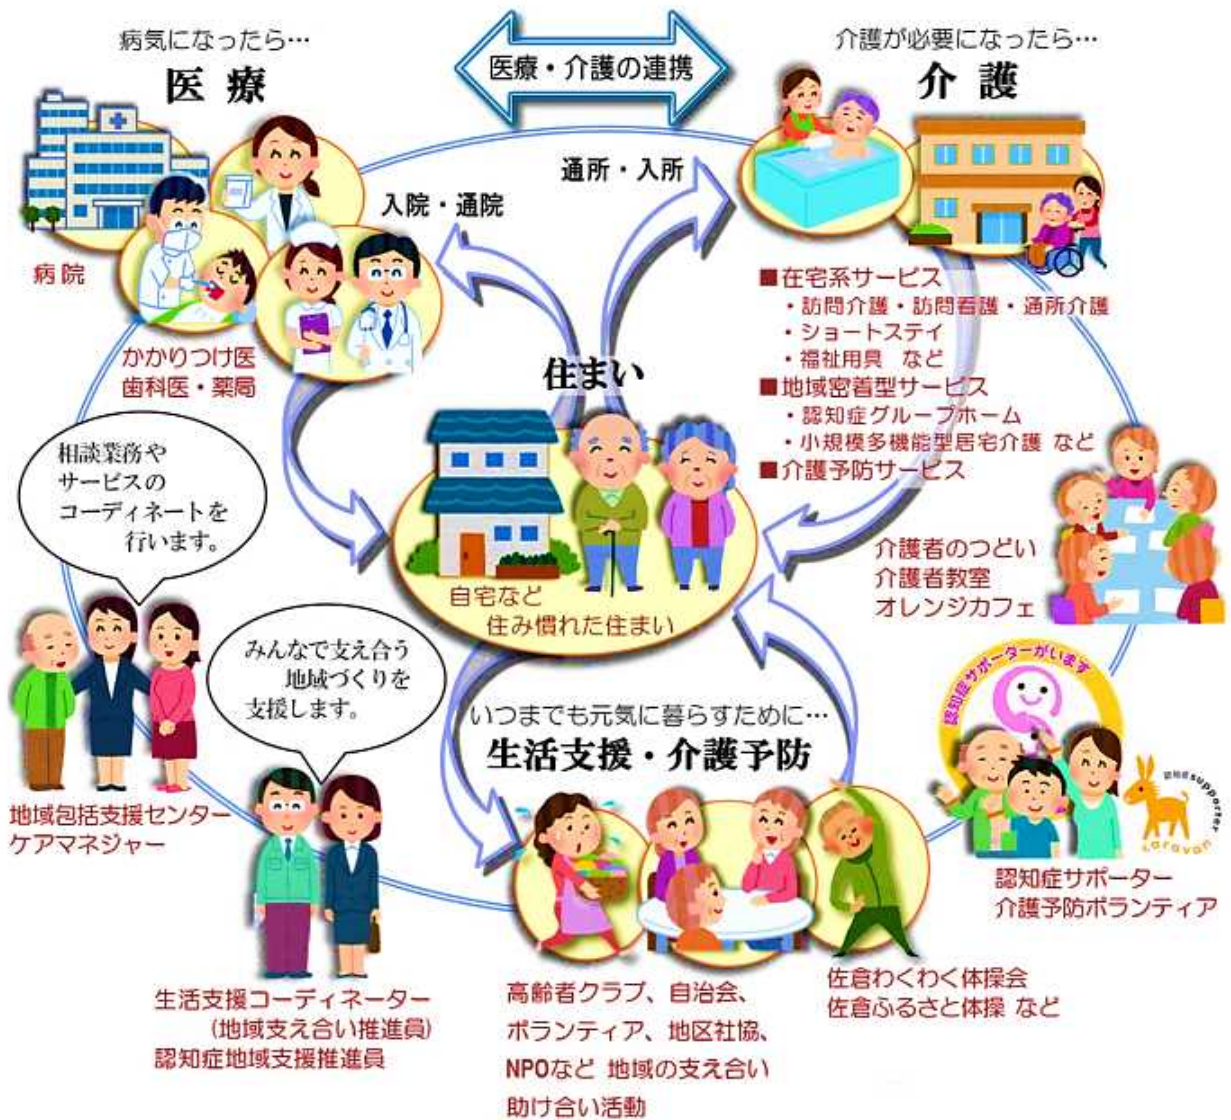 病気になったら…
医療
医療・介護の連携
介護が必要になったら…
介護
通所・入所
入院・通院
病院
かかりつけ医
歯科医・薬局
■在宅系サービス
・訪問介護・訪問看護・通所介護
・ショートステイ
・福祉用具 など
■地域密着型サービス
・認知症グループホーム
・小規模多機能型居宅介護 など
■介護予防サービス
住まい
自宅など
住み慣れた住まい
相談業務や
サービスの
コーディネートを
行います。
介護者のつどい
介護者教室
オレンジカフェ
みんなで支え合う
地域づくりを
支援します。
認知症サポーターがいます
いつまでも元気に暮らすために…
生活支援・介護予防
地域包括支援センター
ケアマネジャー
認知症supporter
caravan
認知症サポーター
介護予防ボランティア
生活支援コーディネーター
(地域支え合い推進員)
認知症地域支援推進員
高齢者クラブ、自治会、
ボランティア、地区社協、
NPOなど 地域の支え合い
助け合い活動
佐倉わくわく体操会
佐倉ふるさと体操 など